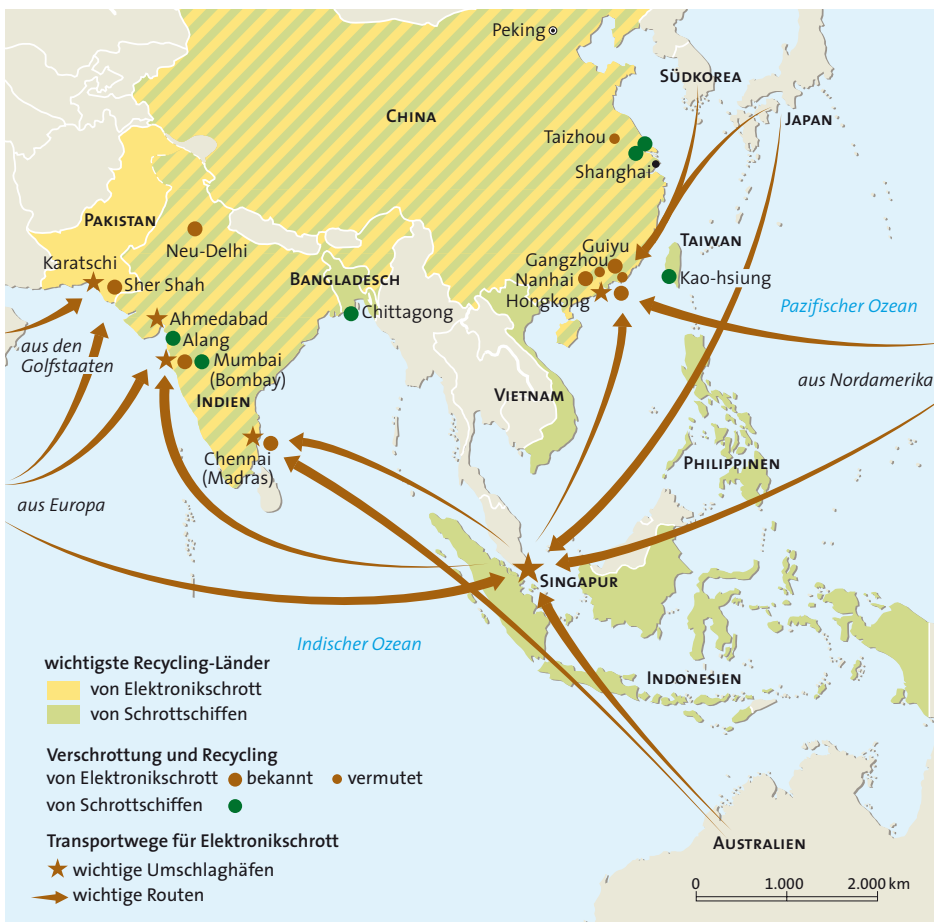 Peking
SÜDKOREA
CHINA
JAPAN
Taizhou
Shanghai
PAKISTAN
Neu-Delhi
Karatschi
Sher Shah
BANGLADESCH
Guiyu
Gangzhou
Nanhai
Hongkong
TAIWAN
Kao-hsiung
Chittagong
Pazifischer Ozean
Ahmedabad
Alang
Mumbai
(Bombay)
aus den
Golfstaaten
INDIEN
VIETNAM
aus Nordamerika
Chennai
(Madras)
PHILIPPINEN
aus Europa
SINGAPUR
Indischer Ozean
INDONESIEN
wichtigste Recycling-Länder
von Elektronikschrott
von Schrottschiffen
Verschrottung und Recycling
von Elektronikschrott bekannt vermutet
von Schrottschiffen
Transportwege für Elektronikschrott
wichtige Umschlaghäfen
wichtige Routen
AUSTRALIEN
0 1.000 2.000 km